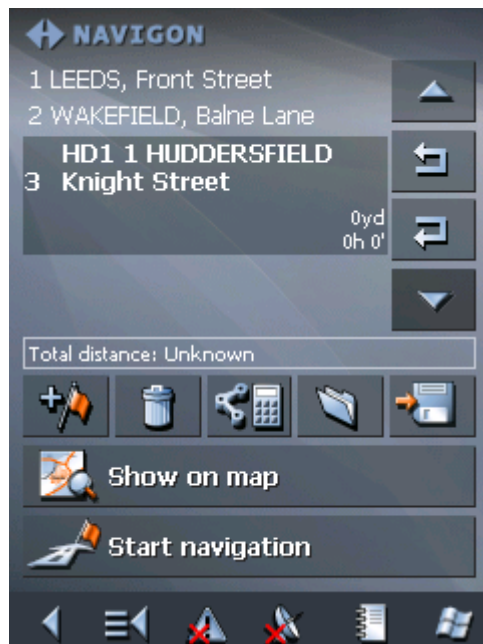 NAVIGON
1 LEEDS, Front Street
2 WAKEFIELD, Balne Lane
HD1 1 HUDDERSFIELD
3 Knight Street
0yd
0h 0'
Total distance: Unknown
Show on map
Start navigation